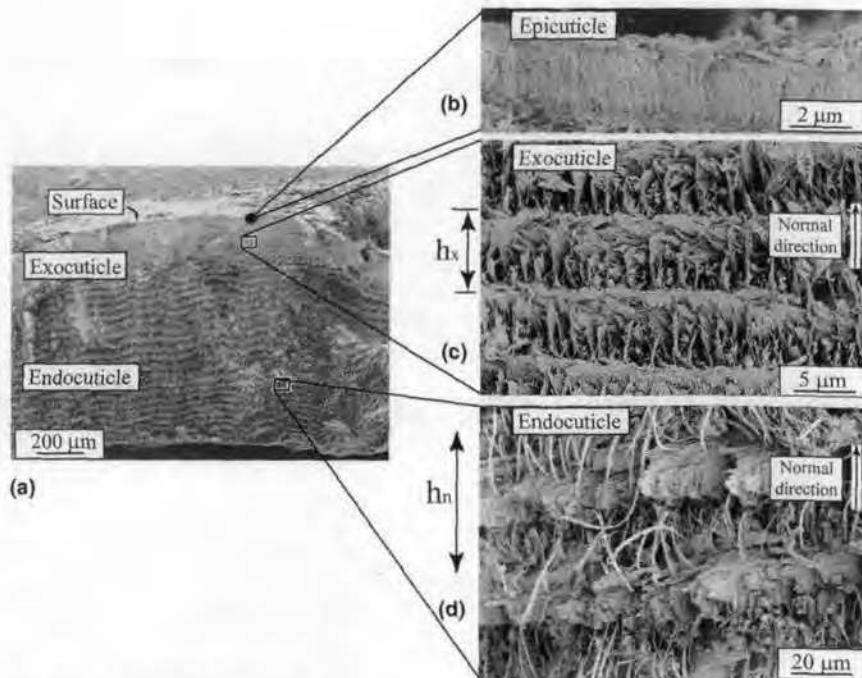 (a)
Surface
Exocuticle
Endocuticle
200 μm
(b)
Epicuticle
2 μm
(c)
Exocuticle
hx
Normal
direction
5 μm
(d)
Endocuticle
hn
Normal
direction
20 μm